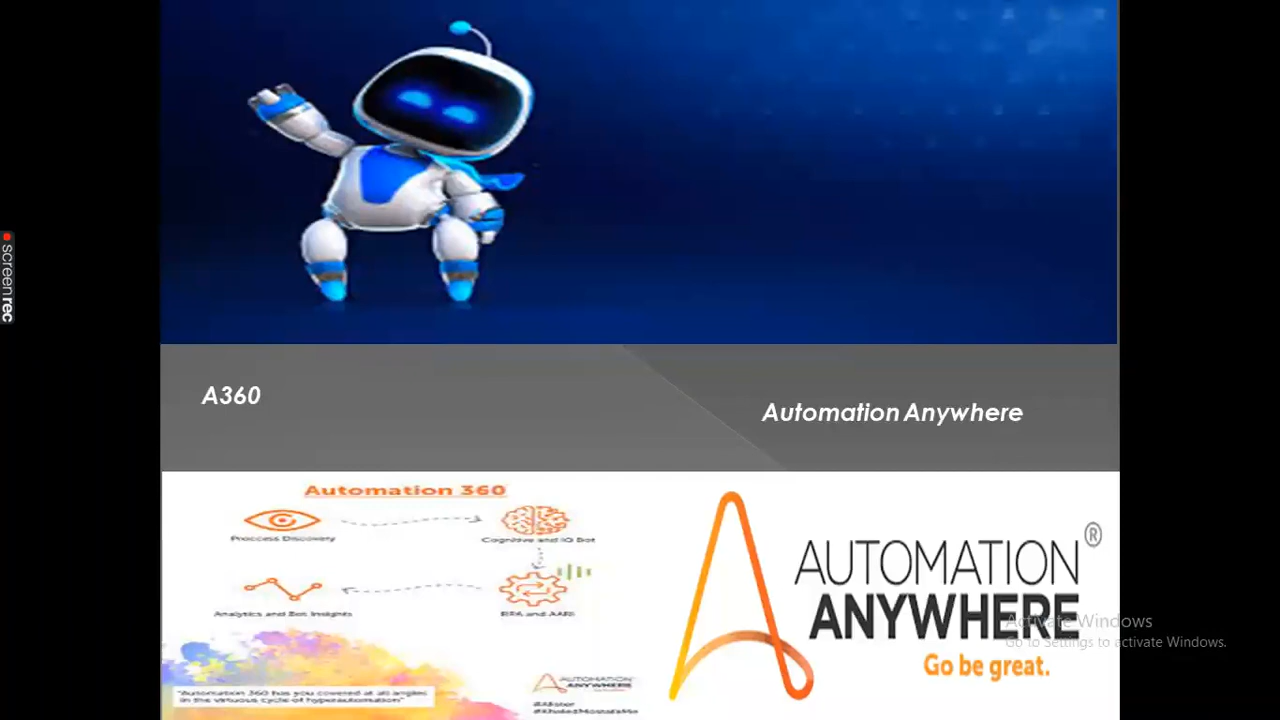 screenrec
A360
Automation Anywhere
Automation 360
Proccess Discovery
Cognitive and IQ Bot
Analytics and Bot Insights
RPA and AARI
"Automation 360 has you covered at all angles
in the virtuous cycle of hyperautomation"
AUTOMATION
ANYWHERE
AUTOMATION ®
ANYWHERE
Go be great.
Activate Windows
Go to Settings to activate Windows.